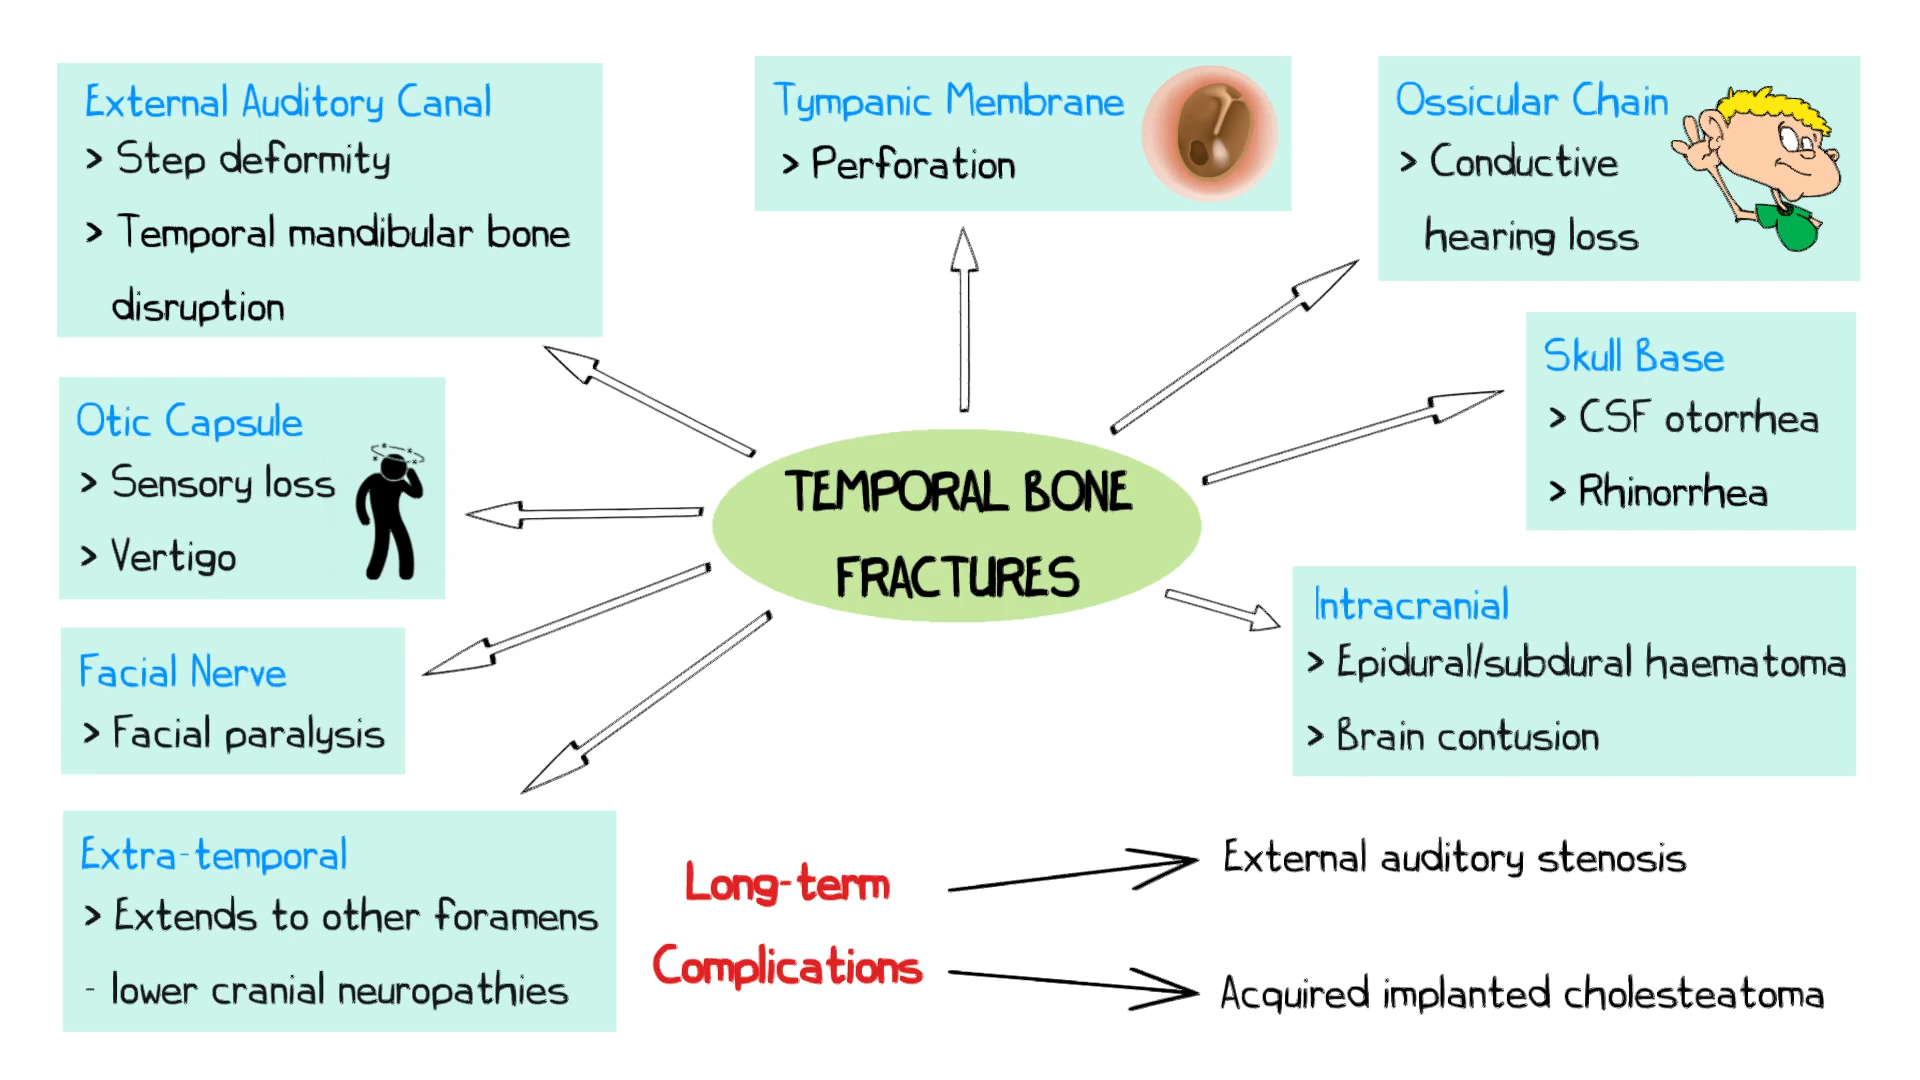 External Auditory Canal
> Step deformity
> Temporal mandibular bone
disruption
Tympanic Membrane
> Perforation
Ossicular Chain
> Conductive
hearing loss
Otic Capsule
> Sensory loss
> Vertigo
TEMPORAL BONE
FRACTURES
Skull Base
> CSF otorrhea
> Rhinorrhea
Facial Nerve
> Facial paralysis
Intracranial
> Epidural/subdural haematoma
> Brain contusion
Extra-temporal
> Extends to other foramens
- lower cranial neuropathies
Long-term
Complications
External auditory stenosis
Acquired implanted cholesteatoma